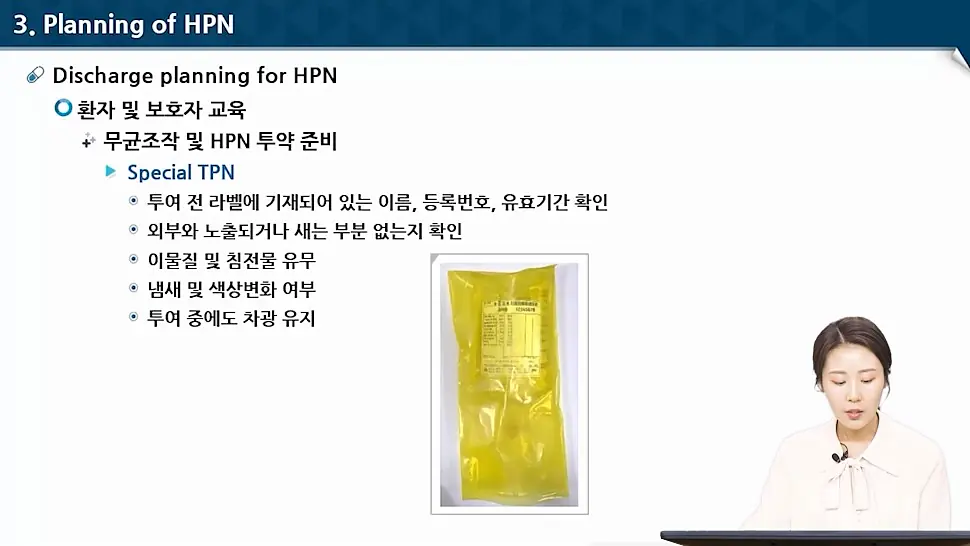 3. Planning of HPN
Discharge planning for HPN
환자 및 보호자 교육
무균조작 및 HPN 투약 준비
Special TPN
투여 전 라벨에 기재되어 있는 이름, 등록번호, 유효기간 확인
외부와 노출되거나 새는 부분 없는지 확인
이물질 및 침전물 유무
냄새 및 색상변화 여부
투여 중에도 차광 유지